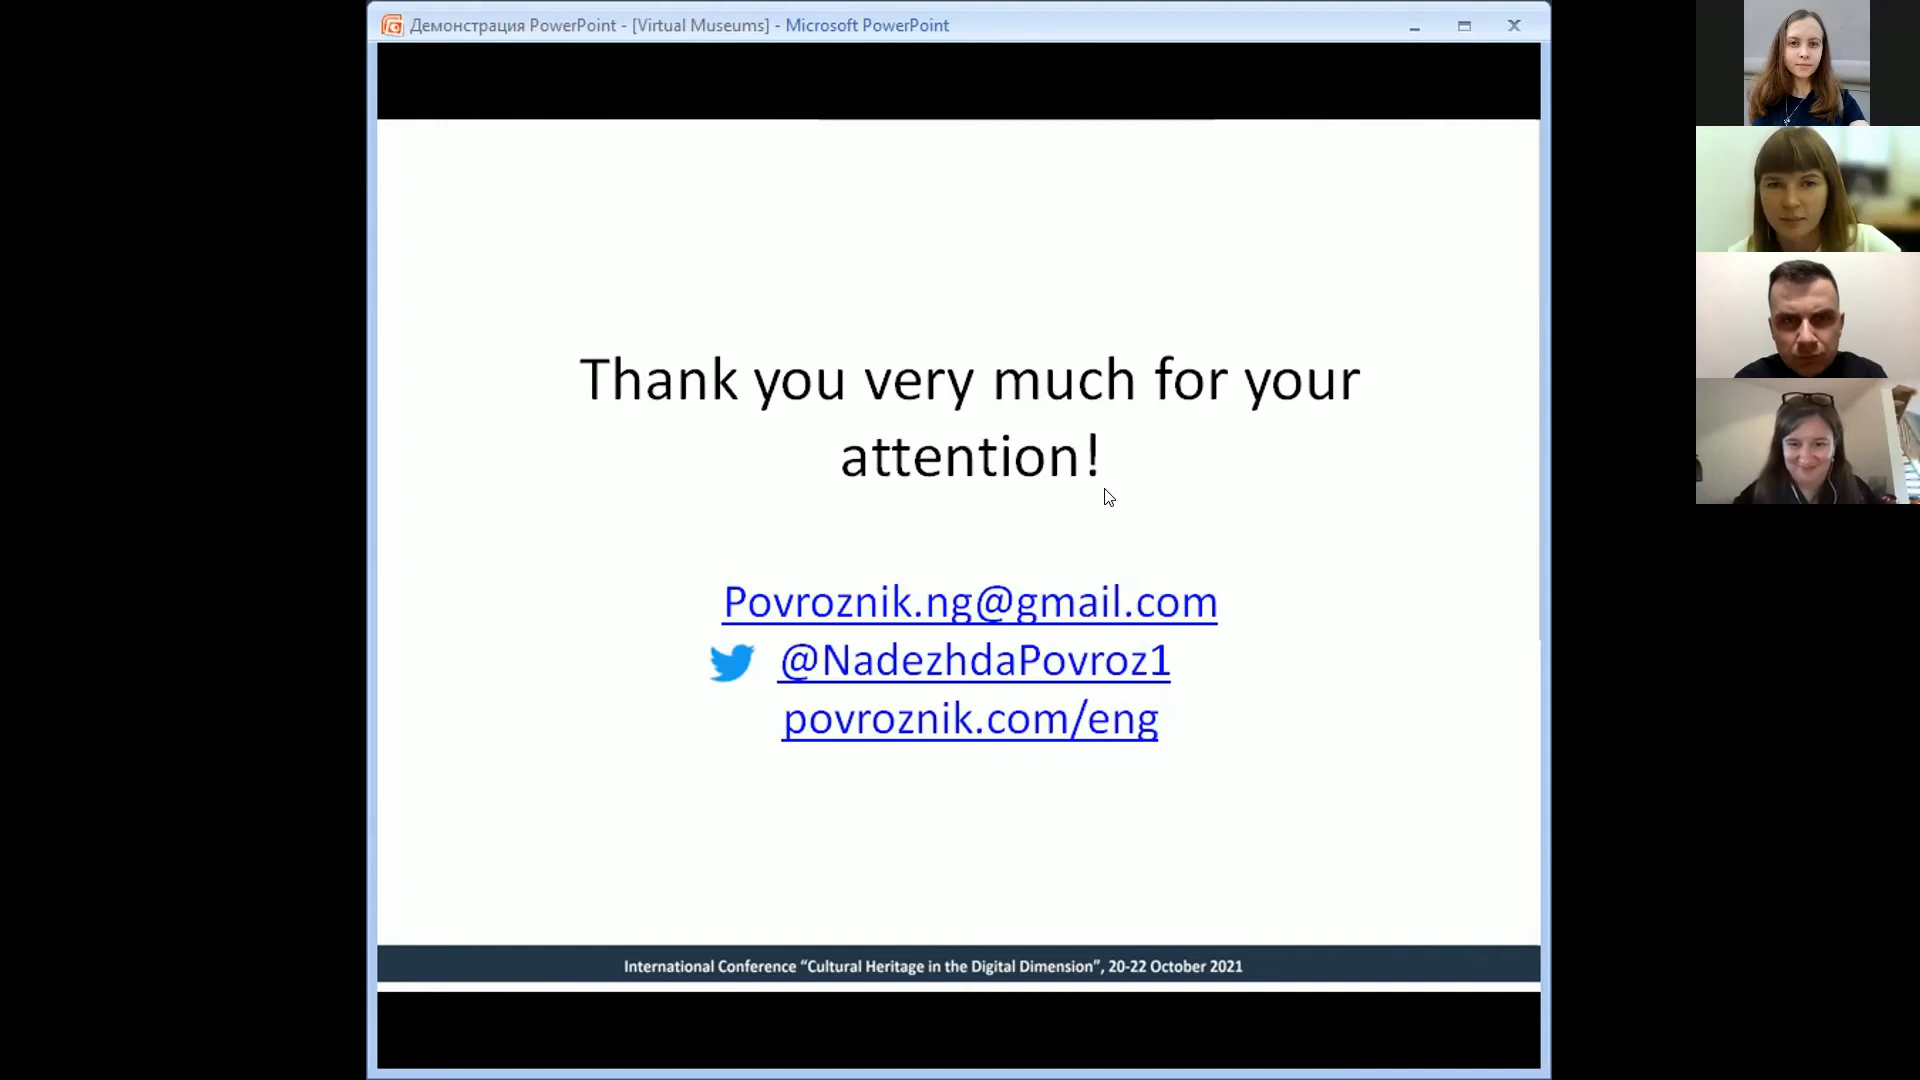 Демонстрация PowerPoint - [Virtual Museums] - Microsoft PowerPoint
Thank you very much for your
attention!
Povroznik.ng@gmail.com
@NadezhdaPovroz1
povroznik.com/eng
International Conference “Cultural Heritage in the Digital Dimension”, 20-22 October 2021